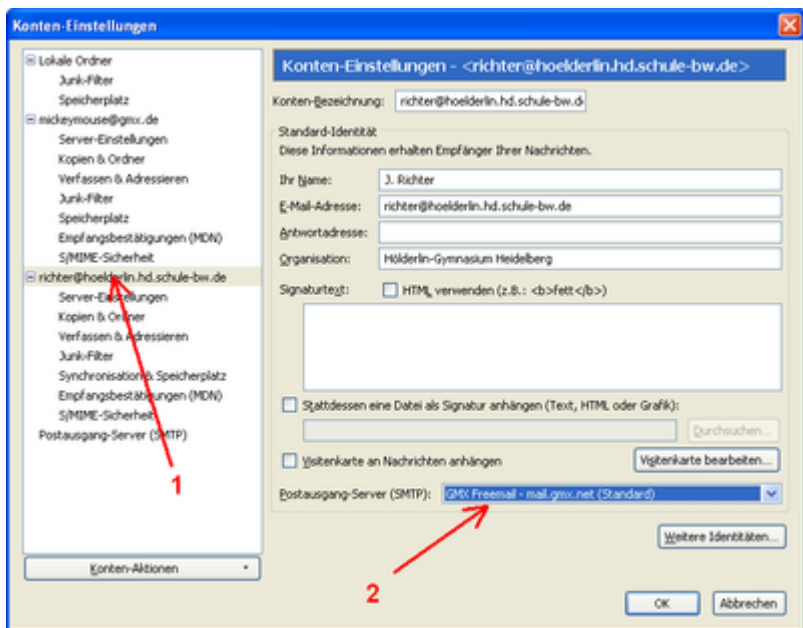 Konten-Einstellungen
Lokale Ordner
Junk-Filter
Speicherplatz
mickeymouse@gmx.de
Server-Einstellungen
Kopien & Ordner
Verfassen & Adressieren
Junk-Filter
Speicherplatz
Empfangsbestätigungen (MDN)
S/MIME-Sicherheit
richter@hoelderlin.hd.schule-bw.de
Server-Einstellungen
Kopien & Ordner
Verfassen & Adressieren
Junk-Filter
Synchronisation & Speicherplatz
Empfangsbestätigungen (MDN)
S/MIME-Sicherheit
Postausgang-Server (SMTP)
1
Konten-Aktionen
Konten-Einstellungen - <richter@hoelderlin.hd.schule-bw.de>
Konten-Bezeichnung: richter@hoelderlin.hd.schule-bw.d
Standard-Identität
Diese Informationen erhalten Empfänger Ihrer Nachrichten.
Ihr Name: J. Richter
E-Mail-Adresse: richter@hoelderlin.hd.schule-bw.de
Antwortadresse:
Organisation: Hölderlin-Gymnasium Heidelberg
Signaturtext: HTML verwenden (z.B.: <b>fett</b>)
Stattdessen eine Datei als Signatur anhängen (Text, HTML oder Grafik):
Durchsuchen...
Visitenkarte an Nachrichten anhängen Visitenkarte bearbeiten...
Postausgang-Server (SMTP): GMX Freemail - mail.gmx.net (Standard)
Weitere Identitäten...
2
OK Abbrechen